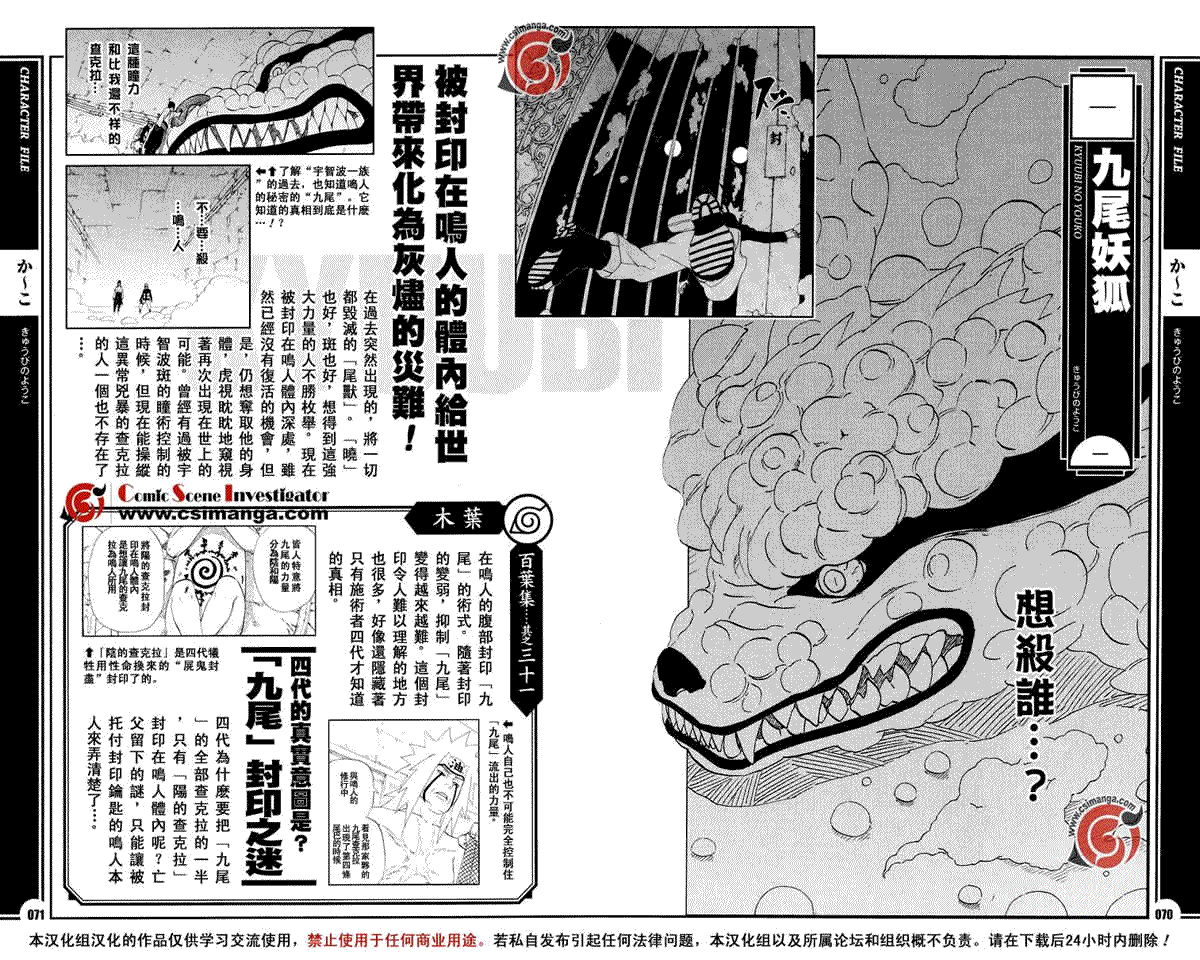 CHARACTER FILE
か〜こ
きゅうびのようこ
070
一
九尾妖狐
KYUUBI NO YOUKO
きゅうびのようこ
一
想殺誰…？
www.csimanga.com
www.csimanga.com
封
ズズ…
被封印在鳴人的體內給世
界帶來化為灰燼的災難！
KYUUBI
這種瞳力
和比我還不祥的
查克拉…
←⬆了解“宇智波一族
”的過去，也知道鳴人
的秘密的“九尾”。它
知道的真相到底是什麼
…！？
不…要…殺
…鳴…人
在過去突然出現的，將一切
都毀滅的「尾獸」。「曉」
也好，斑也好，想得到這強
大力量的人不勝枚舉。現在
被封印在鳴人體內深處，雖
然已經沒有復活的機會，但
是，仍想奪取他的身
體，虎視眈眈地窺視
著再次出現在世上的
可能。曾經有過被宇
智波斑的瞳術控制的
時候，但現在能操縱
這異常兇暴的查克拉
的人一個也不存在了
…。
Comic Scene Investigator
www.csimanga.com
木葉
百葉集……其之三十一
在鳴人的腹部封印「九
尾」的術式。隨著封印
的變弱，抑制「九尾」
變得越來越難。這個封
印令人難以理解的地方
也很多，好像還隱藏著
只有施術者四代才知道
的真相。
皆人特意將
九尾的力量
分為陰和陽
將陽的查克拉封
印在鳴人體內
是想讓九尾的查克
拉為鳴人所用
⬆「陰的查克拉」是四代犧
牲用性命換來的“屍鬼封
盡”封印了的。
⬅鳴人自己也不可能完全控制住
「九尾」流出的力量。
油
與鳴人的
修行中
看見那家夥的
九尾查克拉
出現了第四條
尾巴的時候
四代的真實意圖是？
「九尾」封印之迷
四代為什麽要把「九尾
」的全部查克拉的一半
，只有「陽的查克拉」
封印在鳴人體內呢？亡
父留下的謎，只能讓被
托付封印鑰匙的鳴人本
人來弄清楚了…。
CHARACTER FILE
か〜こ
きゅうびのようこ
071
本汉化组汉化的作品仅供学习交流使用，禁止使用于任何商业用途。若私自发布引起任何法律问题，本汉化组以及所属论坛和组织概不负责。请在下载后24小时内删除！